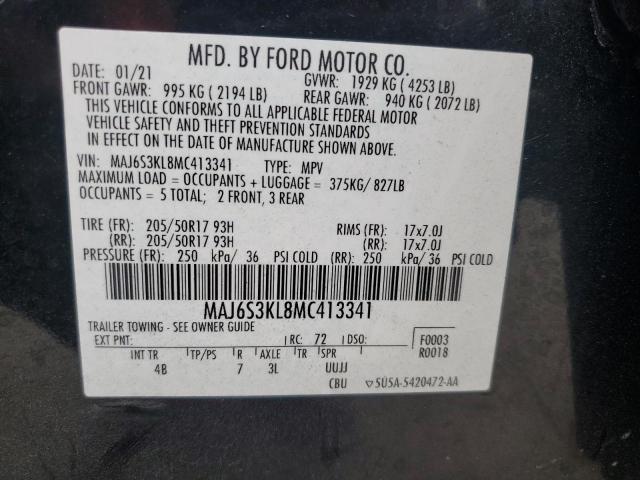 MFD. BY FORD MOTOR CO.
DATE: 01/21 GVWR: 1929 KG ( 4253 LB)
FRONT GAWR: 995 KG ( 2194 LB) REAR GAWR: 940 KG ( 2072 LB)
THIS VEHICLE CONFORMS TO ALL APPLICABLE FEDERAL MOTOR
VEHICLE SAFETY AND THEFT PREVENTION STANDARDS
IN EFFECT ON THE DATE OF MANUFACTURE SHOWN ABOVE.
VIN: MAJ6S3KL8MC413341 TYPE: MPV
MAXIMUM LOAD = OCCUPANTS + LUGGAGE = 375KG/ 827LB
OCCUPANTS = 5 TOTAL; 2 FRONT, 3 REAR
TIRE (FR): 205/50R17 93H RIMS (FR): 17x7.0J
(RR): 205/50R17 93H (RR): 17x7.0J
PRESSURE (FR): 250 kPa/ 36 PSI COLD (RR): 250 kPa/ 36 PSI COLD
MAJ6S3KL8MC413341
TRAILER TOWING - SEE OWNER GUIDE
EXT PNT: RC: 72 DSO: F0003
R0018
INT TR TP/PS R AXLE TR SPR
4B 7 3L UUJJ
CBU 5U5A-5420472-AA